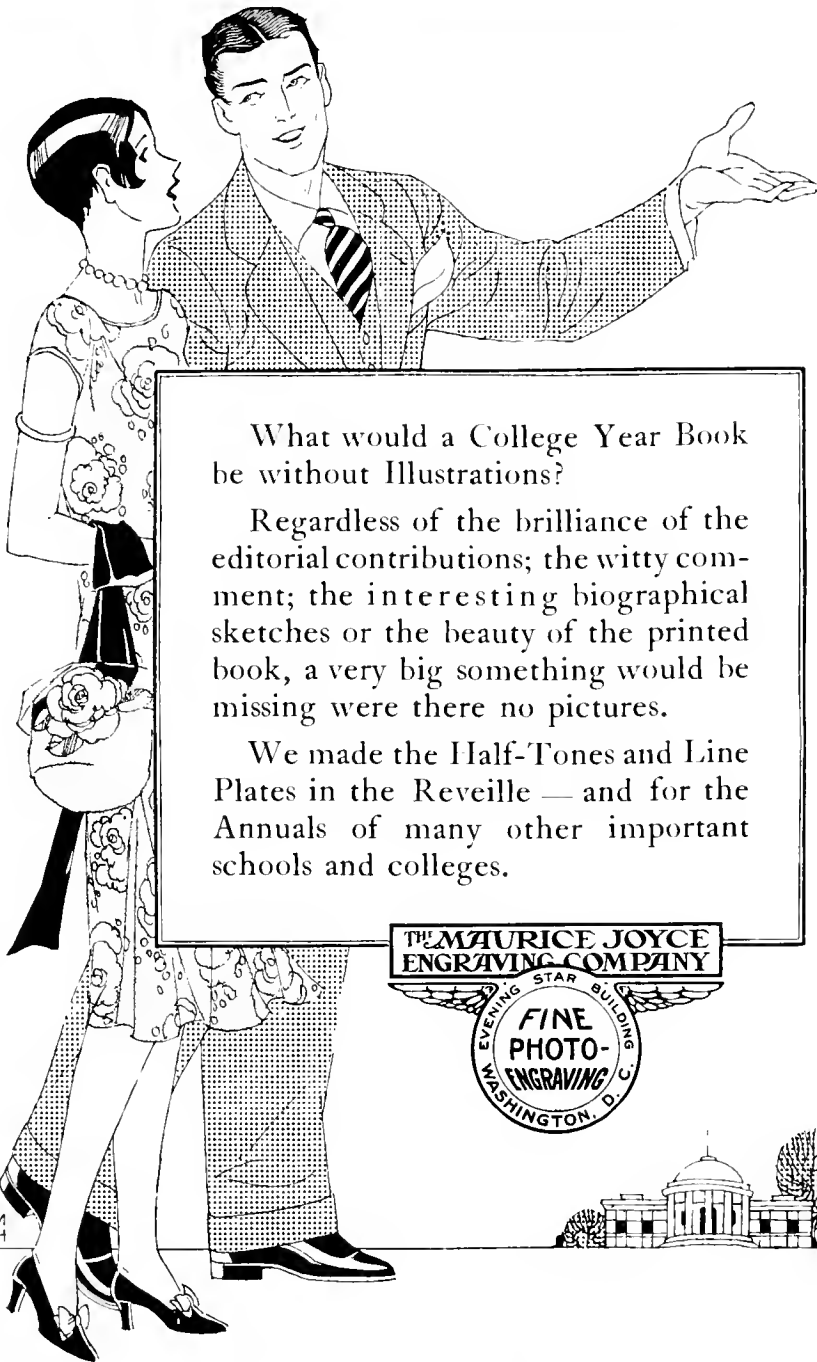 What would a College Year Book
be without Illustrations?
Regardless of the brilliance of the
editorial contributions; the witty com-
ment; the interesting biographical
sketches or the beauty of the printed
book, a very big something would be
missing were there no pictures.
We made the Half-Tones and Line
Plates in the Reveille — and for the
Annuals of many other important
schools and colleges.
THE MAURICE JOYCE
ENGRAVING COMPANY
EVENING STAR BUILDING
FINE
PHOTO-
ENGRAVING
WASHINGTON, D. C.